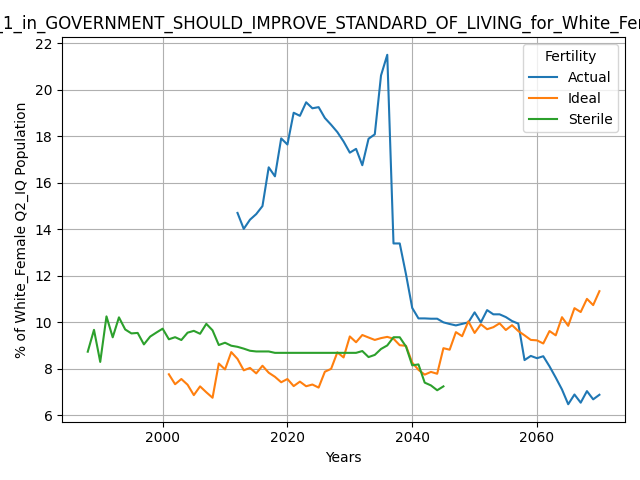 _1_in_GOVERNMENT_SHOULD_IMPROVE_STANDARD_OF_LIVING_for_White_Fem
22
20
18
16
14
12
10
8
6
% of White_Female Q2_IQ Population
Fertility
Actual
Ideal
Sterile
2000
2020
2040
2060
Years